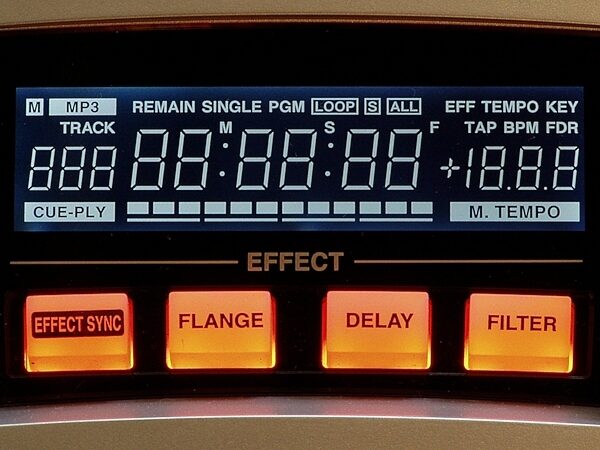 M MP3 REMAIN SINGLE PGM LOOP S ALL EFF TEMPO KEY
TRACK M S F TAP BPM FDR
888 88:88:88 +18.8.8
CUE-PLY M. TEMPO
EFFECT
EFFECT SYNC FLANGE DELAY FILTER